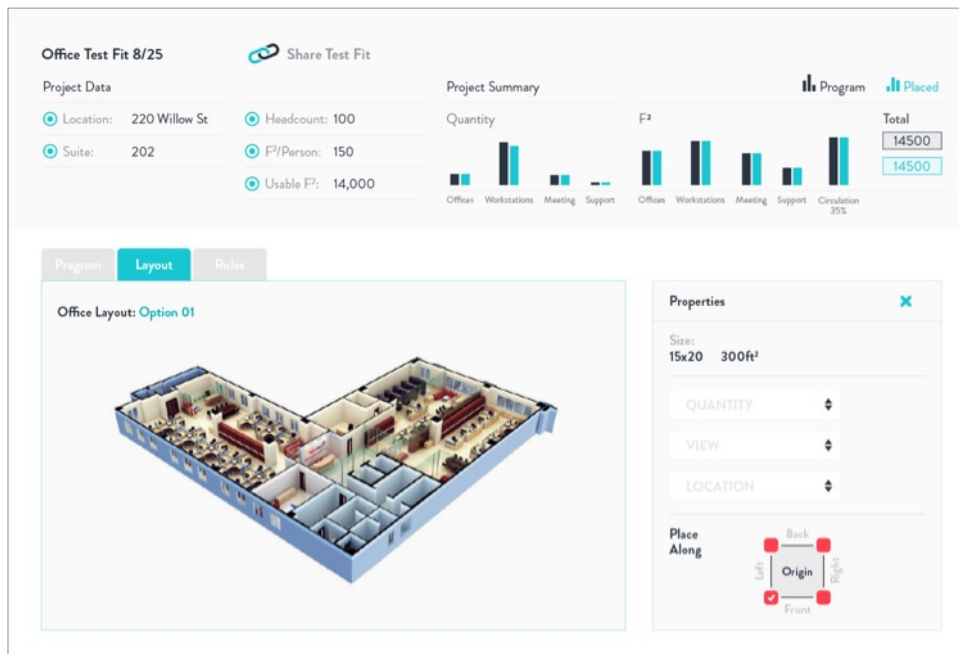 Office Test Fit 8/25
Share Test Fit
Project Data
Location: 220 Willow St
Suite: 202
Headcount: 100
F²/Person: 150
Usable F²: 14,000
Project Summary
Program
Placed
Quantity
Offices Workstations Meeting Support
F²
Offices Workstations Meeting Support Circulation
35%
Total
14500
14500
Program Layout Rules
Office Layout: Option 01
Properties
Size:
15x20 300ft²
QUANTITY
VIEW
LOCATION
Place
Along
Back
Left
Origin
Right
Front